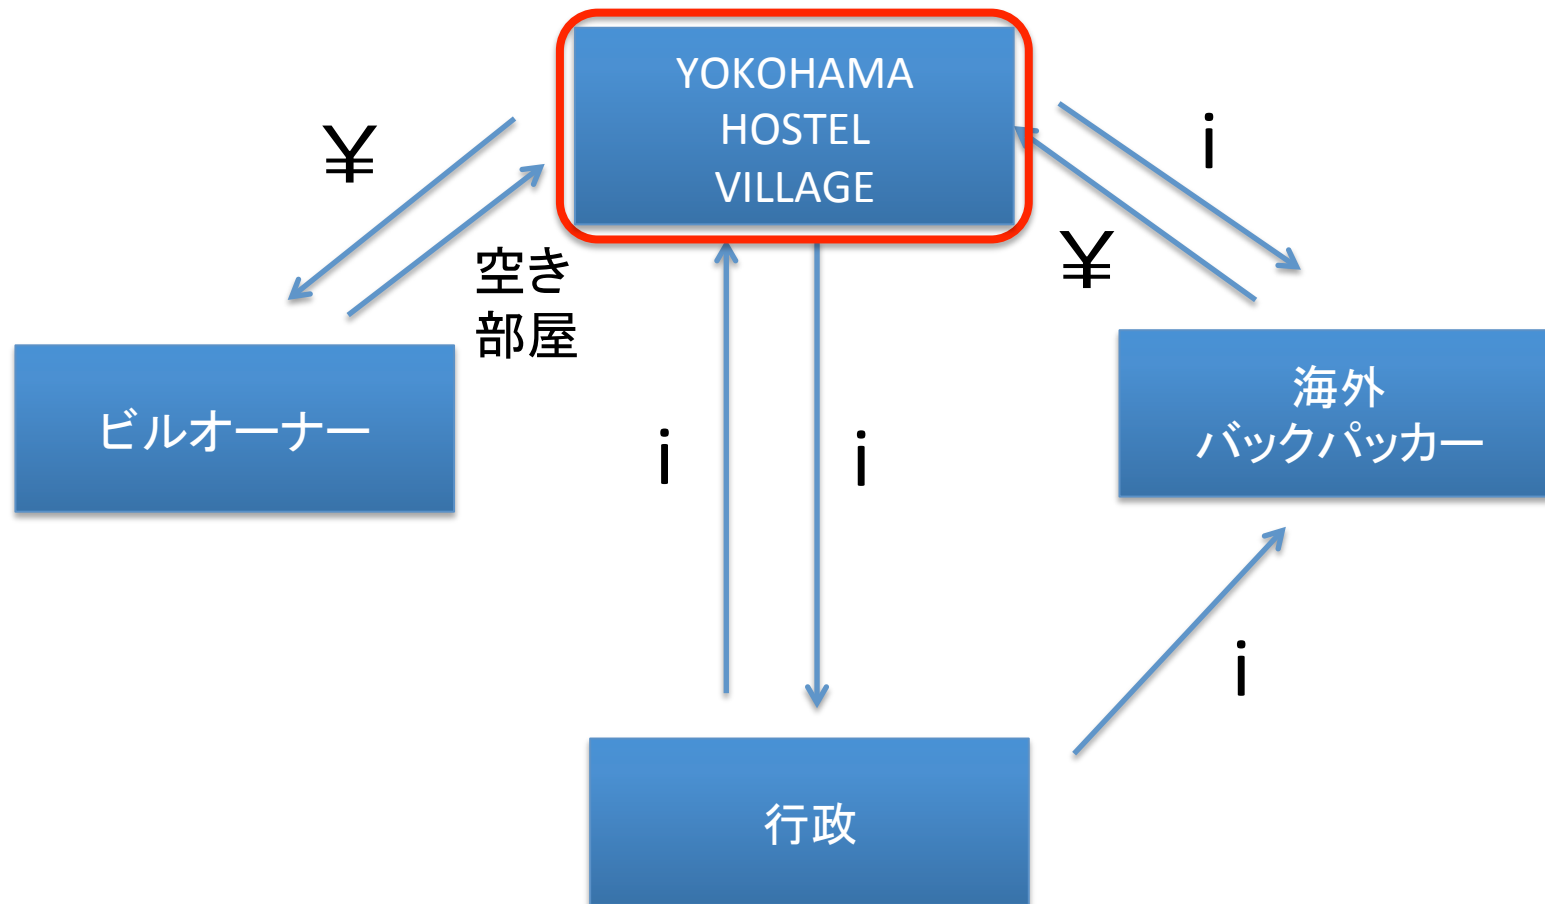 YOKOHAMA
HOSTEL
VILLAGE
¥
i
空き
部屋
¥
ビルオーナー
海外
バックパッカー
i
i
i
行政